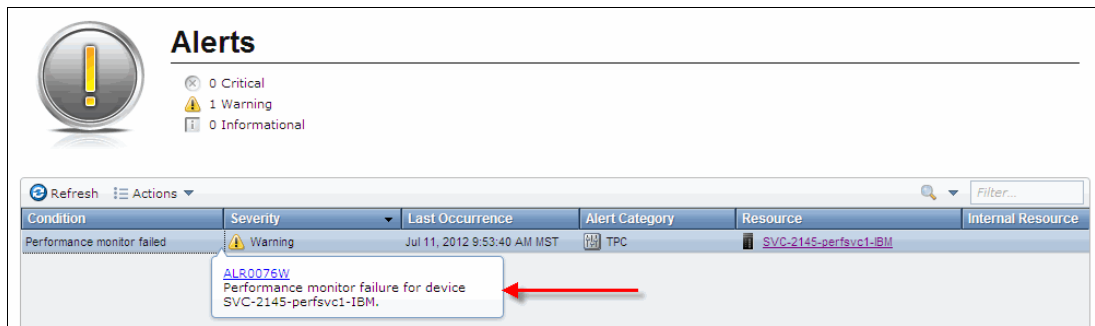 Alerts
0 Critical
1 Warning
0 Informational
Refresh Actions Filter...
Condition Severity Last Occurrence Alert Category Resource Internal Resource
Performance monitor failed Warning Jul 11, 2012 9:53:40 AM MST TPC SVC-2145-perfsvc1-IBM
ALR0076W
Performance monitor failure for device
SVC-2145-perfsvc1-IBM.